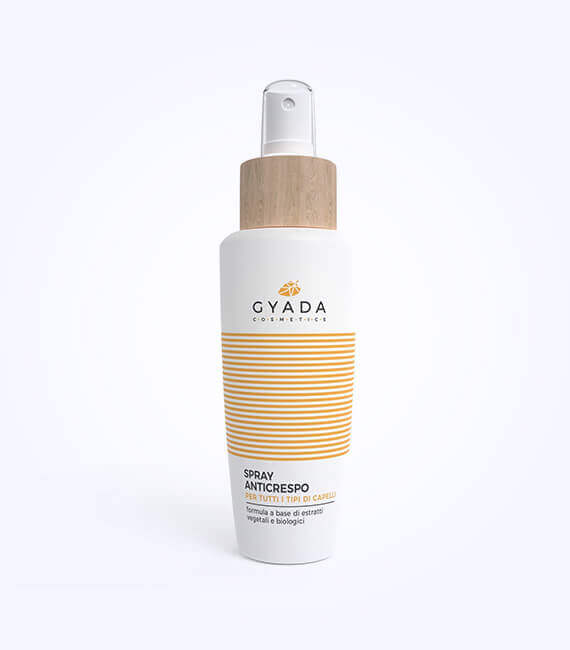 GYADA
COSMETICS
SPRAY
ANTICRESPO
PER TUTTI I TIPI DI CAPELLI
formula a base di estratti
vegetali e biologici